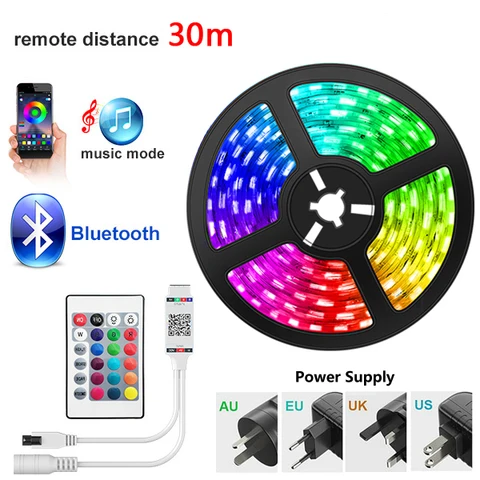 remote distance 30m
music mode
Bluetooth
Power Supply
AU
EU
UK
US